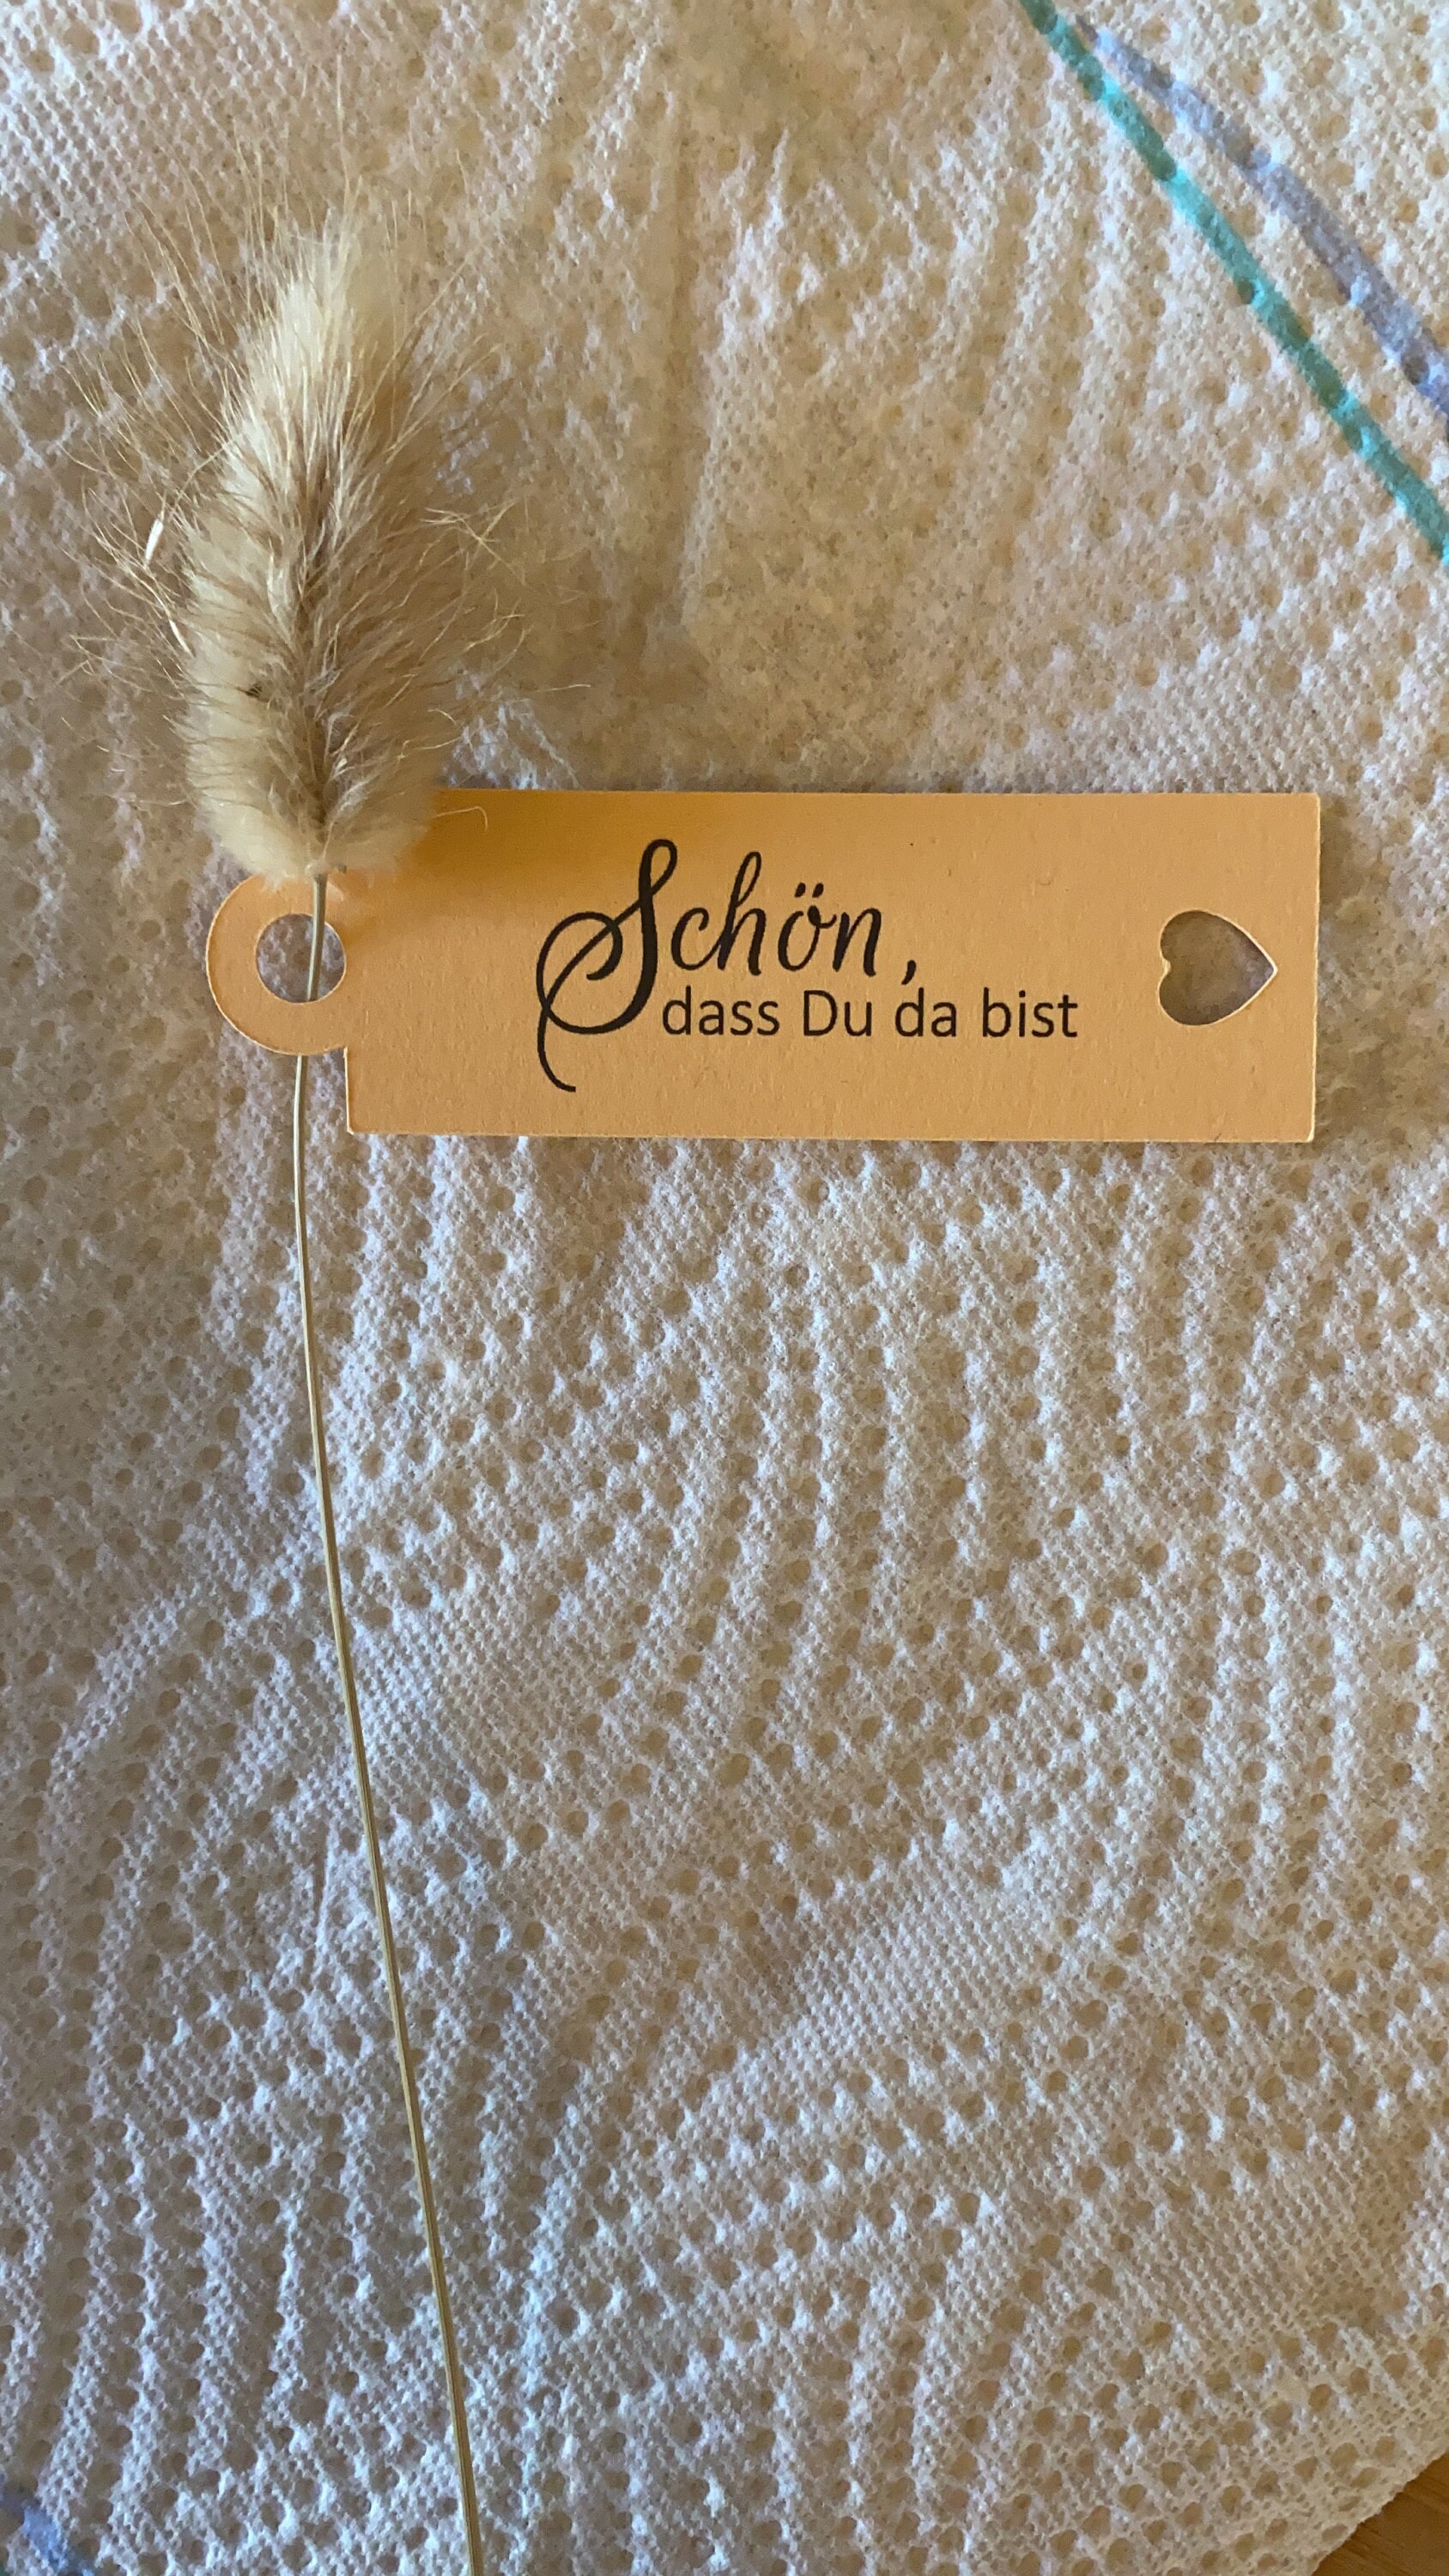 Schön,
dass Du da bist